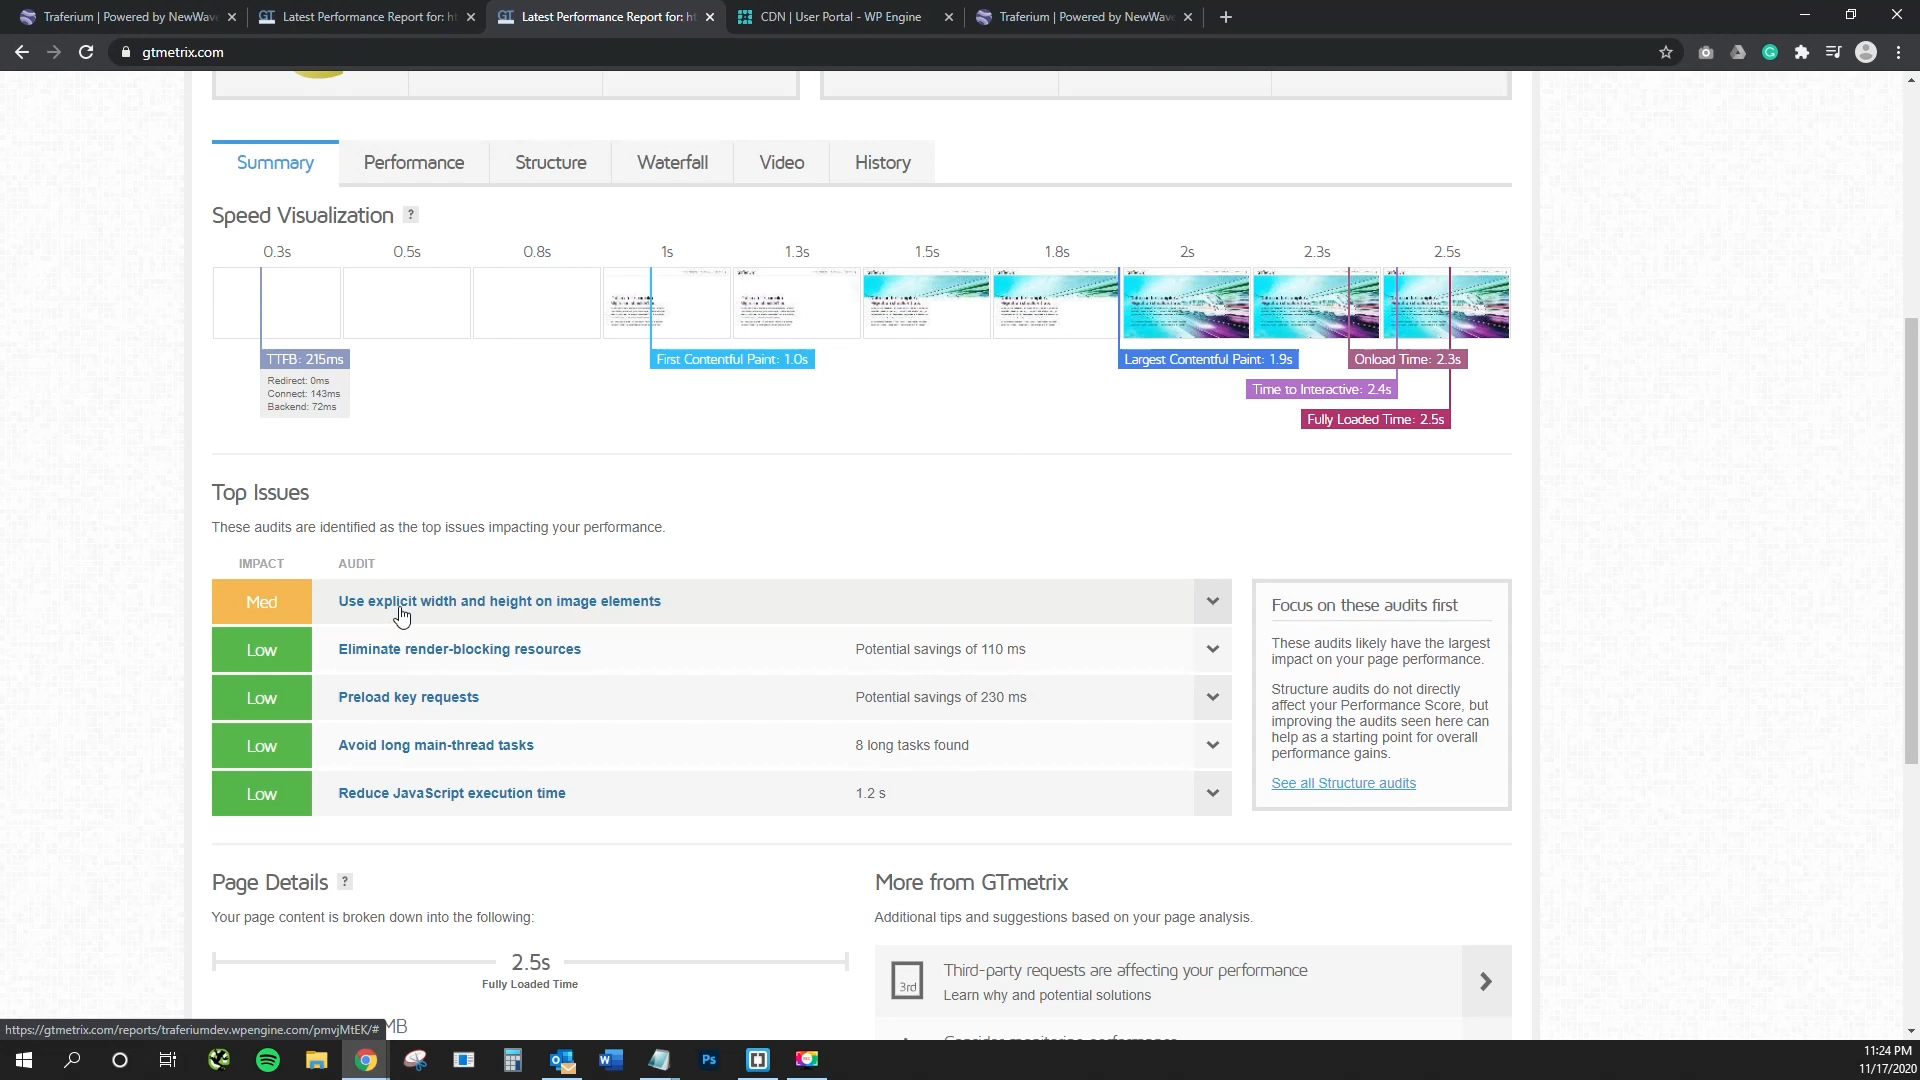 Traferium | Powered by NewWave
Latest Performance Report for: ht
Latest Performance Report for: ht
CDN | User Portal - WP Engine
Traferium | Powered by NewWave
gtmetrix.com
Summary
Performance
Structure
Waterfall
Video
History
Speed Visualization ?
0.3s
0.5s
0.8s
1s
1.3s
1.5s
1.8s
2s
2.3s
2.5s
TTFB: 215ms
First Contentful Paint: 1.0s
Largest Contentful Paint: 1.9s
Onload Time: 2.3s
Redirect: 0ms
Connect: 143ms
Backend: 72ms
Time to Interactive: 2.4s
Fully Loaded Time: 2.5s
Top Issues
These audits are identified as the top issues impacting your performance.
IMPACT
AUDIT
Med
Use explicit width and height on image elements
Low
Eliminate render-blocking resources
Potential savings of 110 ms
Low
Preload key requests
Potential savings of 230 ms
Low
Avoid long main-thread tasks
8 long tasks found
Low
Reduce JavaScript execution time
1.2 s
Focus on these audits first
These audits likely have the largest
impact on your page performance.
Structure audits do not directly
affect your Performance Score, but
improving the audits seen here can
help as a starting point for overall
performance gains.
See all Structure audits
Page Details ?
Your page content is broken down into the following:
2.5s
Fully Loaded Time
MB
More from GTmetrix
Additional tips and suggestions based on your page analysis.
3rd
Third-party requests are affecting your performance
Learn why and potential solutions
https://gtmetrix.com/reports/traferiumdev.wpengine.com/pmvjMtEK/#
11:24 PM
11/17/2020